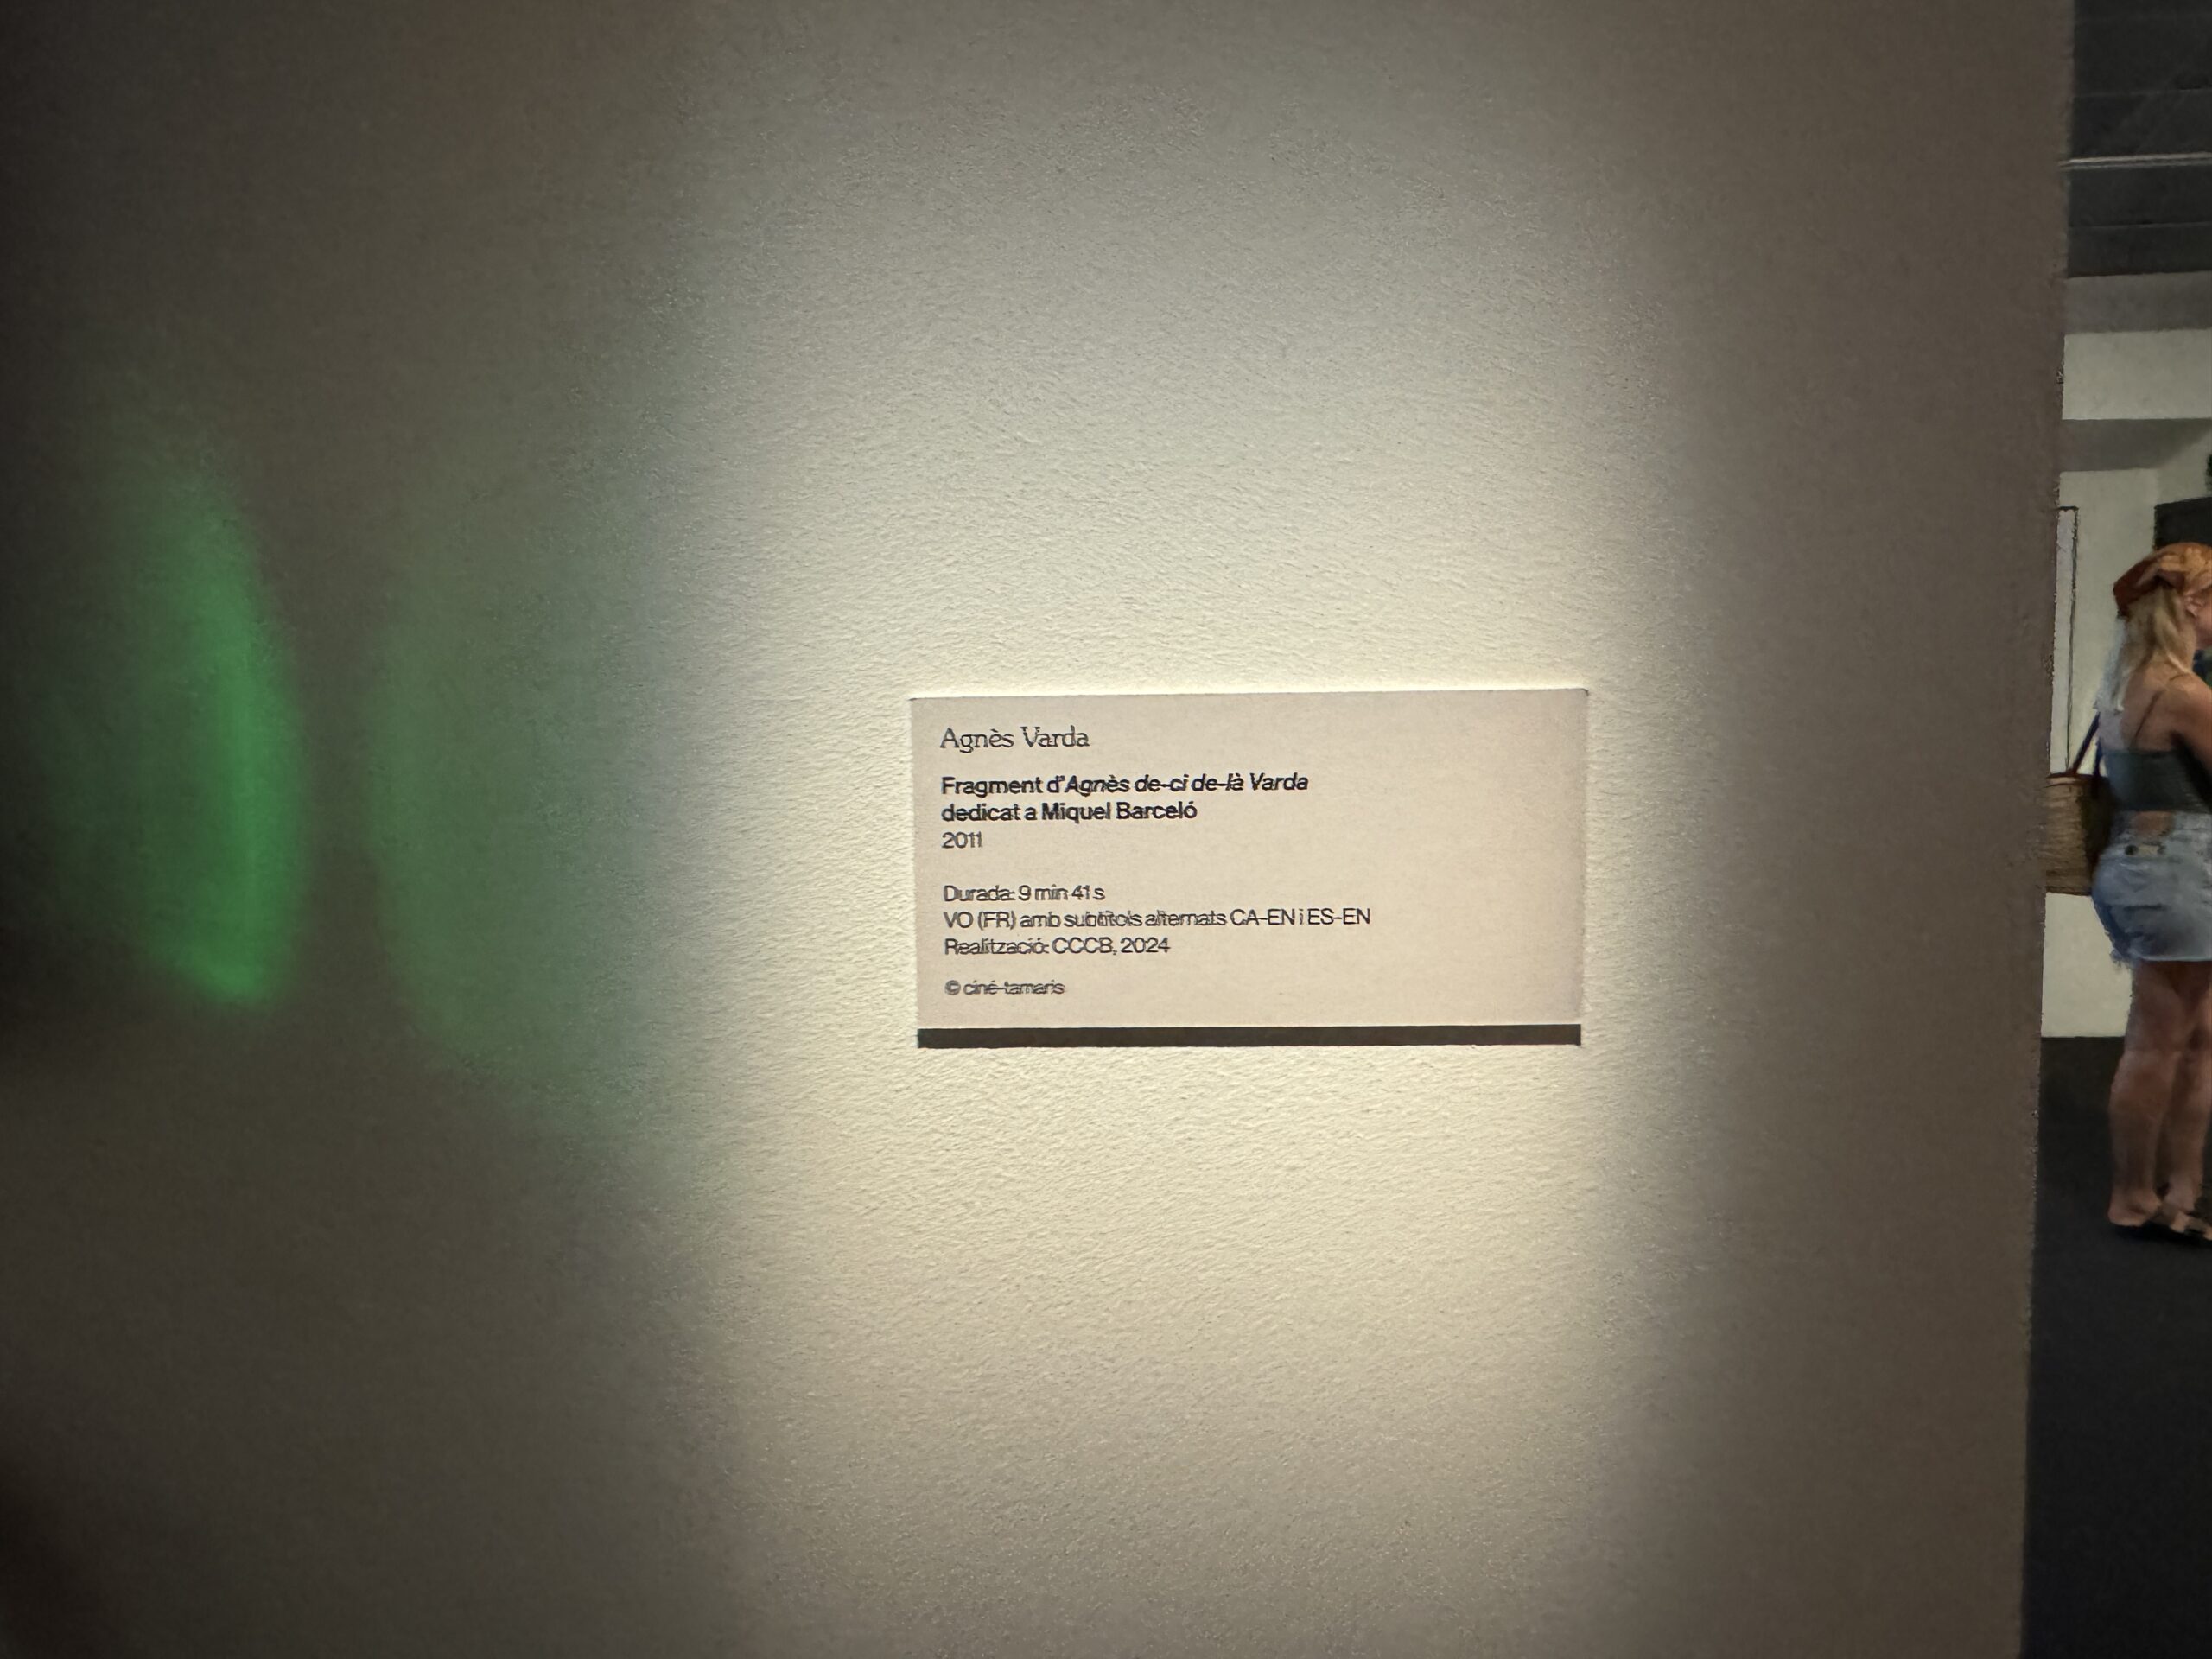 Agnès Varda
Fragment d'Agnès de-ci de-là Varda
dedicat a Miquel Barceló
2011
Durada: 9 min 41 s
VO (FR) amb subtítols alternats CA-EN i ES-EN
Realització: CCCB, 2024
© ciné-tamaris